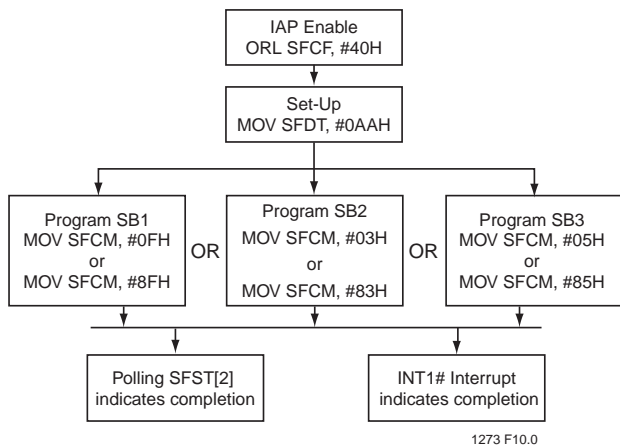 IAP Enable
ORL SFCF, #40H
Set-Up
MOV SFDT, #0AAH
Program SB1
MOV SFCM, #0FH
or
MOV SFCM, #8FH
OR
Program SB2
MOV SFCM, #03H
or
MOV SFCM, #83H
OR
Program SB3
MOV SFCM, #05H
or
MOV SFCM, #85H
Polling SFST[2]
indicates completion
INT1# Interrupt
indicates completion
1273 F10.0